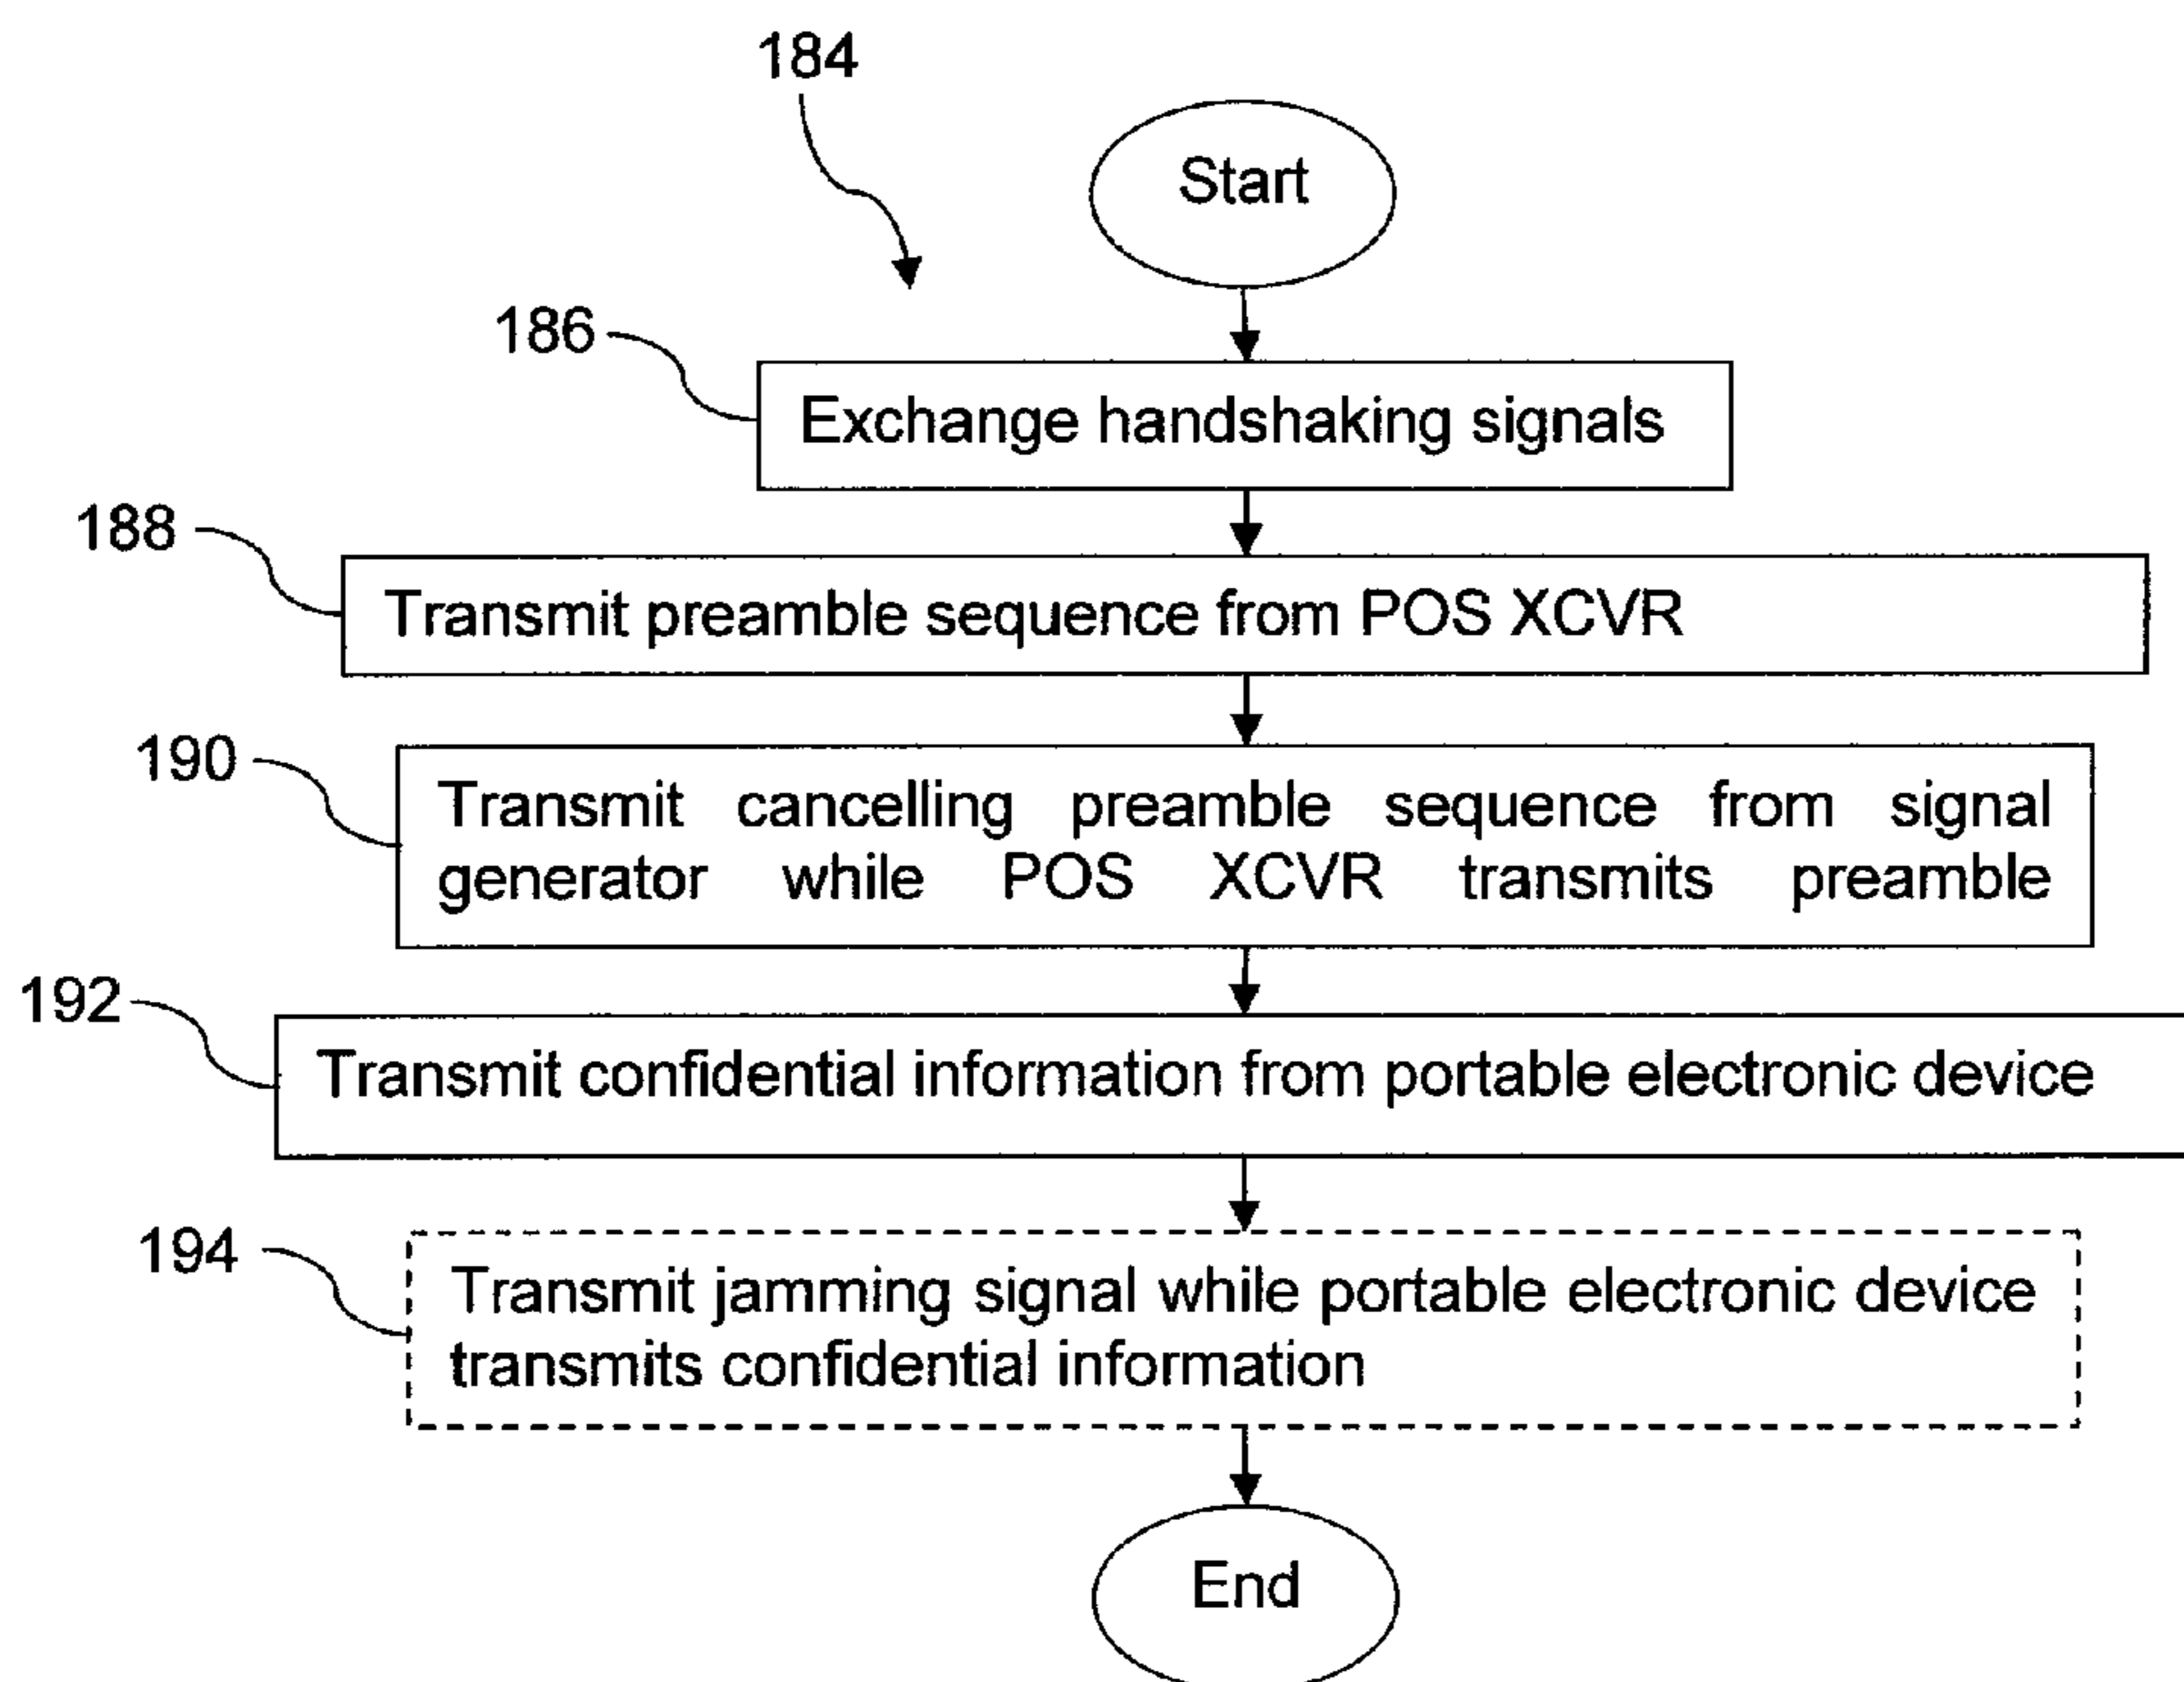 184
Start
186
Exchange handshaking signals
188
Transmit preamble sequence from POS XCVR
190
Transmit cancelling preamble sequence from signal
generator while POS XCVR transmits preamble
192
Transmit confidential information from portable electronic device
194
Transmit jamming signal while portable electronic device
transmits confidential information
End